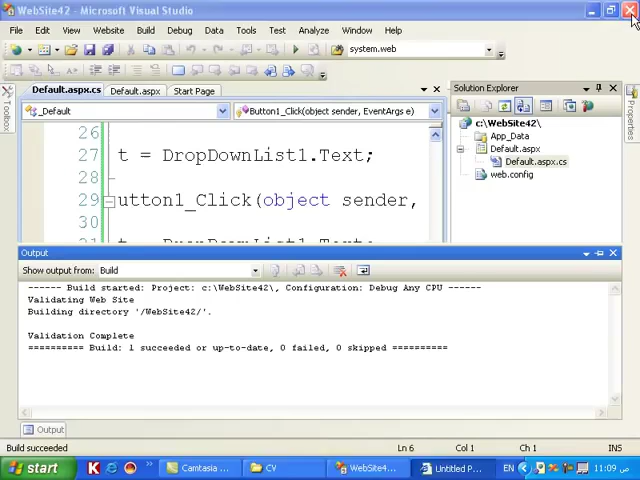 WebSite42 - Microsoft Visual Studio
File Edit View Website Build Debug Data Tools Test Analyze Window Help
system.web
Default.aspx.cs Default.aspx Start Page
_Default Button1_Click(object sender, EventArgs e)
26
27 t = DropDownList1.Text;
28
29 utton1_Click(object sender,
30
31 t = DropDownList1.Text;
Toolbox
Solution Explorer
c:\WebSite42\
App_Data
Default.aspx
Default.aspx.cs
web.config
Properties
Output
Show output from: Build
------ Build started: Project: c:\WebSite42\, Configuration: Debug Any CPU ------
Validating Web Site
Building directory '/WebSite42/'.
Validation Complete
========== Build: 1 succeeded or up-to-date, 0 failed, 0 skipped ==========
Output
Build succeeded Ln 6 Col 1 Ch 1 INS
start K Camtasia CV WebSite4... Untitled P... EN 11:09 ص